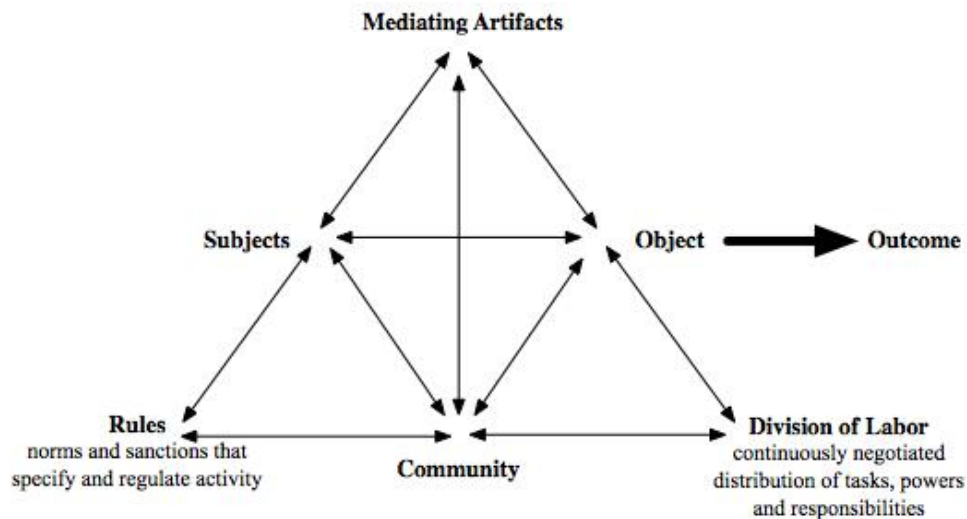 Mediating Artifacts
Subjects
Object
Outcome
Rules
norms and sanctions that
specify and regulate activity
Community
Division of Labor
continuously negotiated
distribution of tasks, powers
and responsibilities